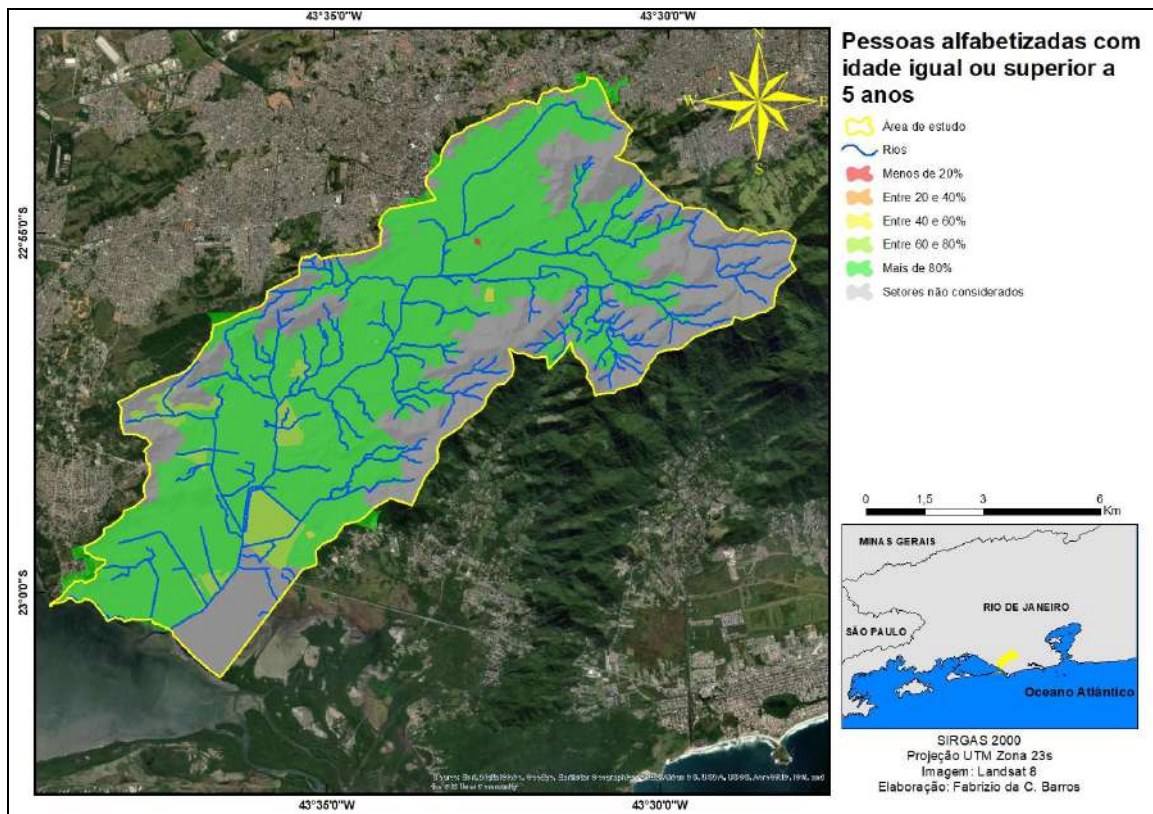 43°35'0"W
43°30'0"W
Pessoas alfabetizadas com
idade igual ou superior a
5 anos
N
W
E
S
Área de estudo
Rios
Menos de 20%
Entre 20 e 40%
Entre 40 e 60%
Entre 60 e 80%
Mais de 80%
Setores não considerados
22°55'0"S
23°0'0"S
0
1,5
3
6
Km
MINAS GERAIS
RIO DE JANEIRO
SÃO PAULO
Oceano Atlântico
SIRGAS 2000
Projeção UTM Zona 23s
Imagem: Landsat 8
Elaboração: Fabrizio da C. Barros
43°35'0"W
43°30'0"W